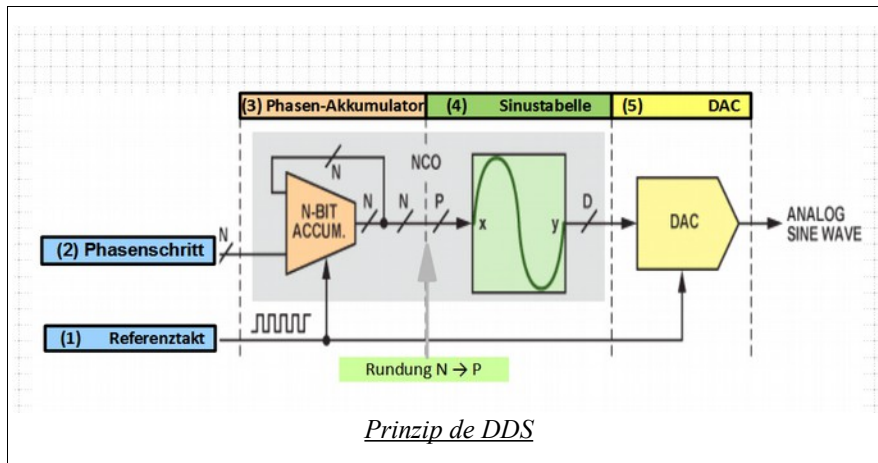 (3) Phasen-Akkumulator (4) Sinustabelle (5) DAC
N
NCO
N-BIT
ACCUM.
N N P x y D
DAC
ANALOG
SINE WAVE
N
(2) Phasenschritt
(1) Referenztakt
Rundung N → P
Prinzip de DDS